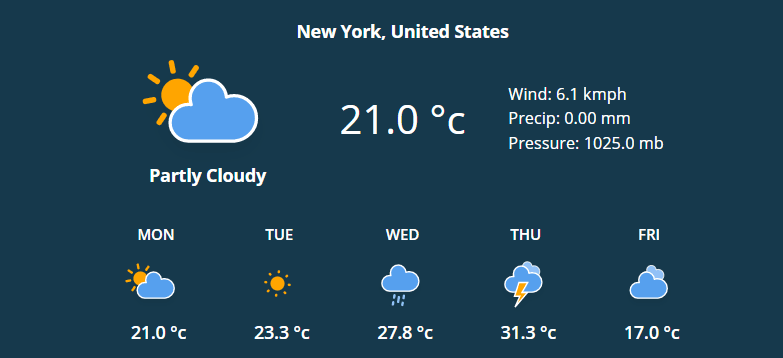 New York, United States
21.0 °c
Wind: 6.1 kmph
Precip: 0.00 mm
Pressure: 1025.0 mb
Partly Cloudy
MON TUE WED THU FRI
21.0 °c 23.3 °c 27.8 °c 31.3 °c 17.0 °c